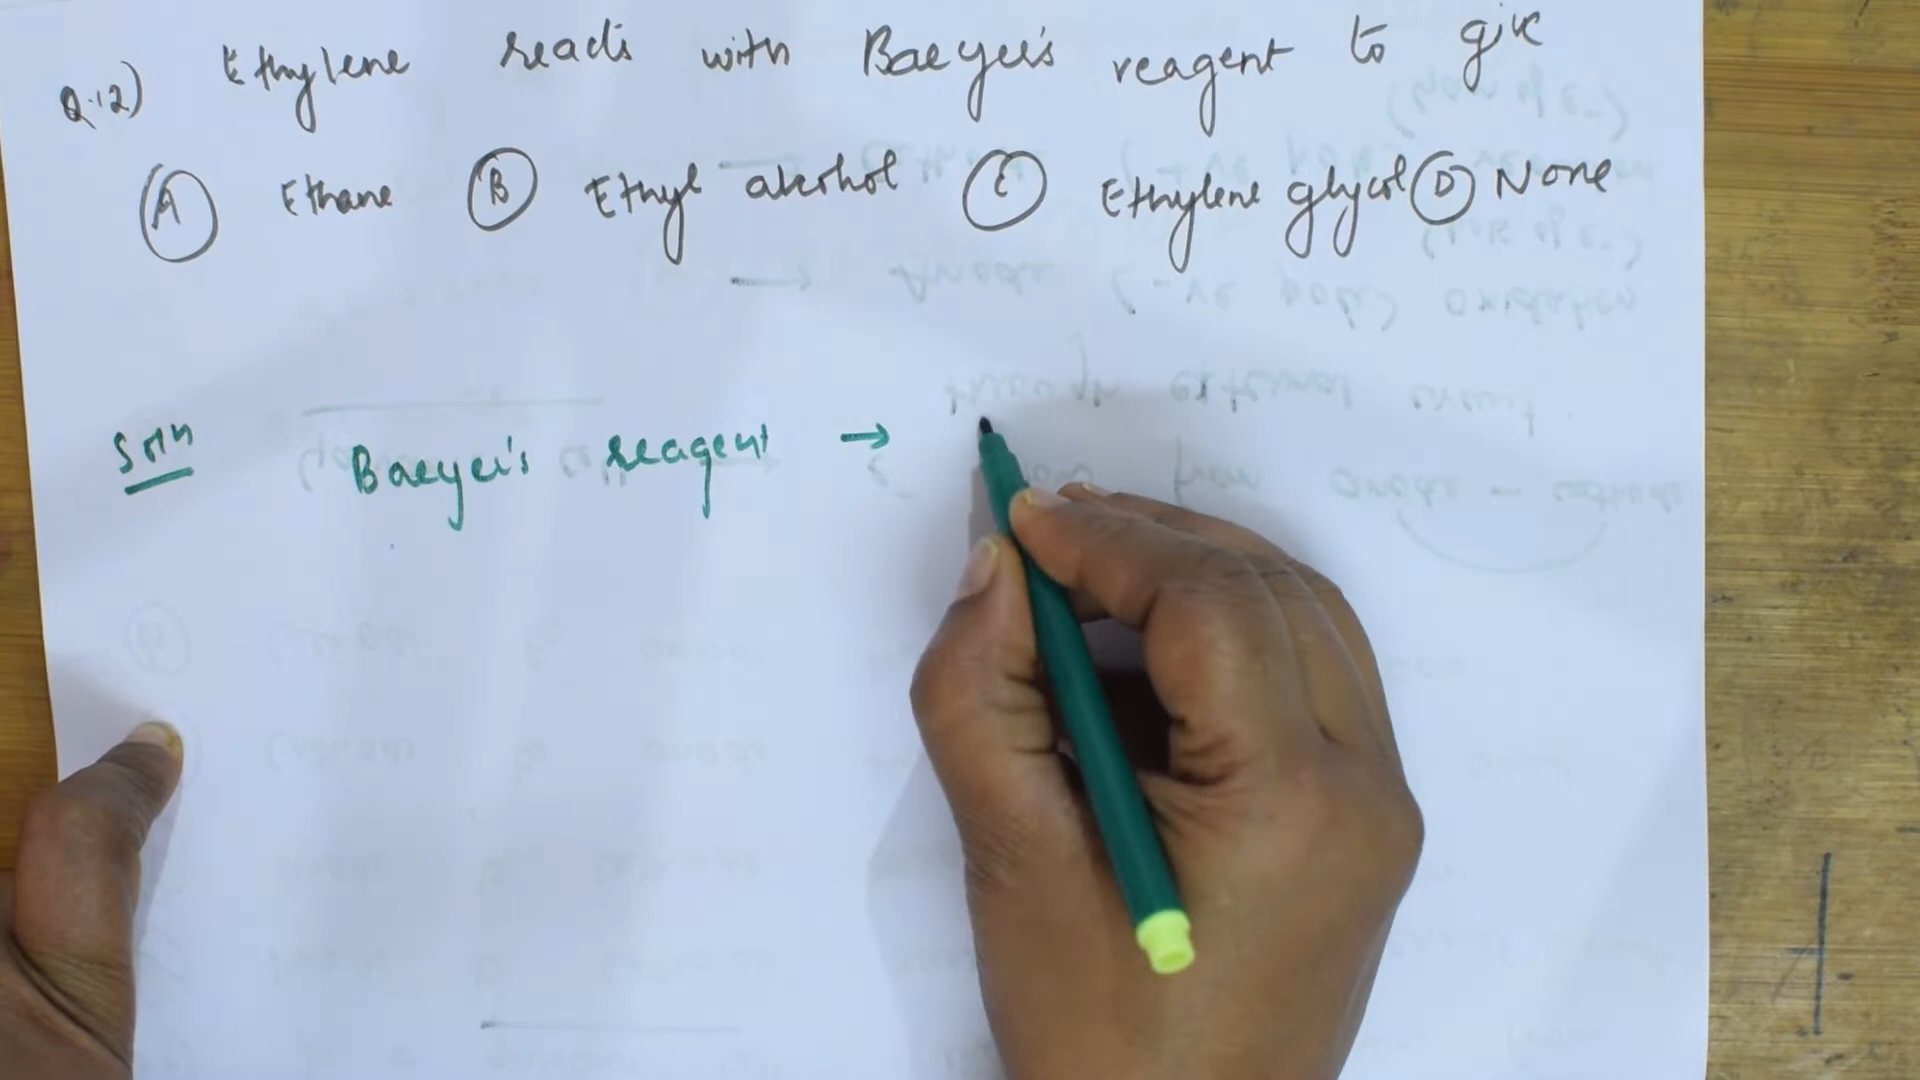 Q.12) Ethylene reacts with Baeyer's reagent to give
(A) Ethane (B) Ethyl alcohol (C) Ethylene glycol (D) None
Soln Baeyer's reagent →